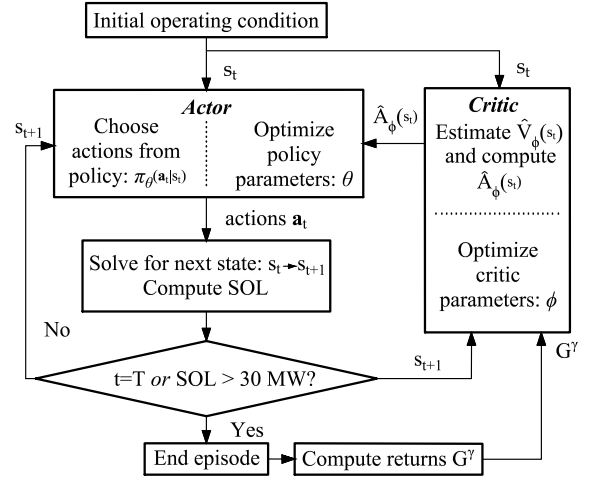 Initial operating condition
s_t
s_t
Actor
Choose
actions from
policy: π_θ(a_t|s_t)
Optimize
policy
parameters: θ
Â_ϕ(s_t)
Critic
Estimate V̂_ϕ(s_t)
and compute
Â_ϕ(s_t)
Optimize
critic
parameters: ϕ
s_{t+1}
actions a_t
Solve for next state: s_t→s_{t+1}
Compute SOL
No
t=T or SOL > 30 MW?
s_{t+1}
G^γ
Yes
End episode
Compute returns G^γ